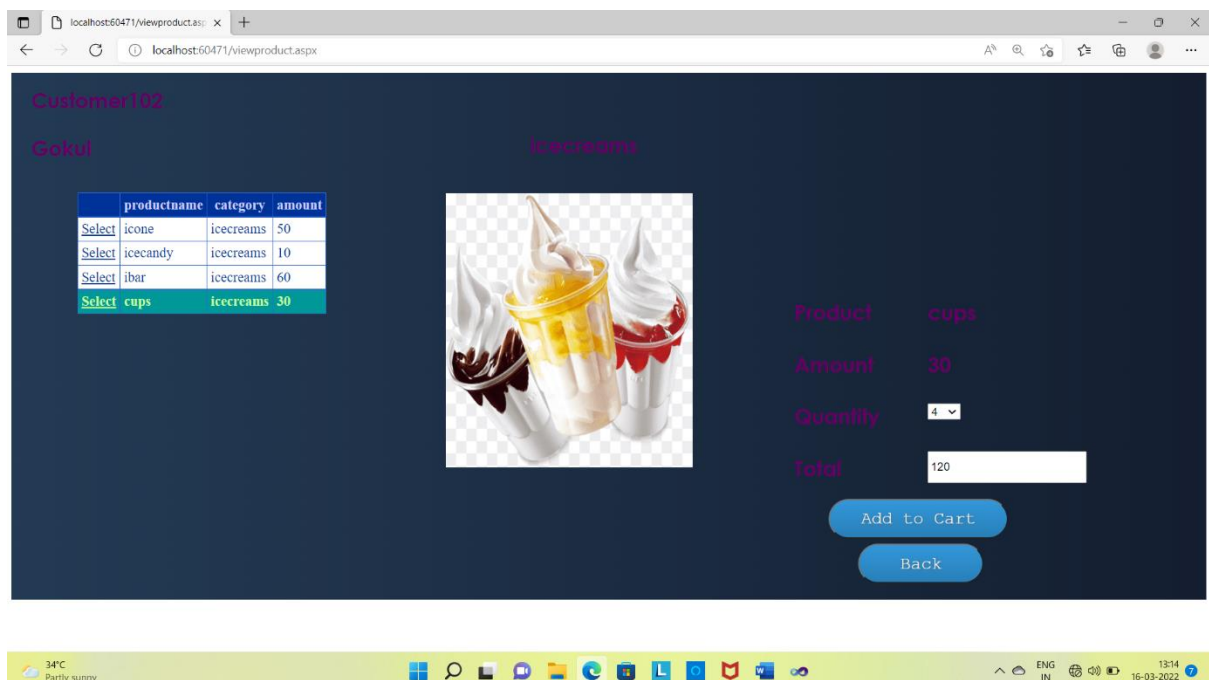 localhost:60471/viewproduct.asp
localhost:60471/viewproduct.aspx
Customer102
Gokul
icecreams
productname category amount
Select icone icecreams 50
Select icecandy icecreams 10
Select ibar icecreams 60
Select cups icecreams 30
Product cups
Amount 30
Quantity 4
Total 120
Add to Cart
Back
34°C
Partly sunny
ENG
IN
13:14
16-03-2022
7